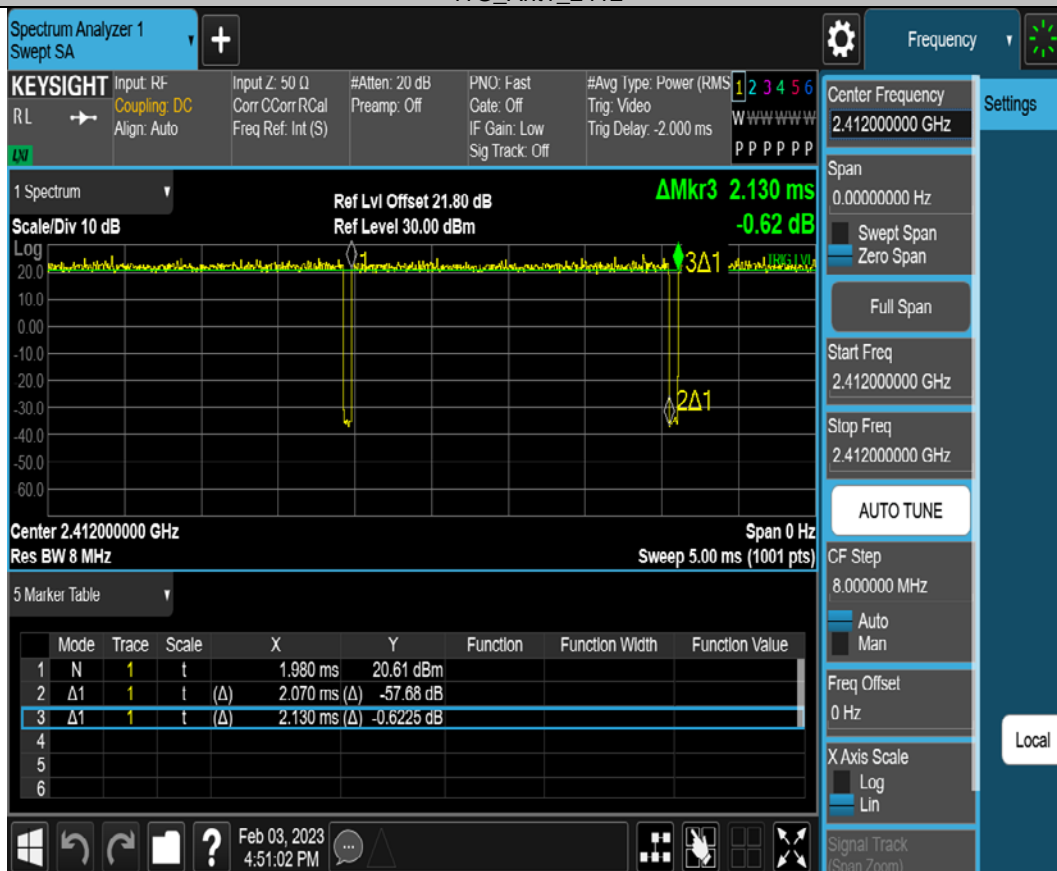 Spectrum Analyzer 1
Swept SA
+
Frequency
KEYSIGHT
RL
LXI
Input: RF
Coupling: DC
Align: Auto
Input Z: 50 Ω
Corr CCorr RCal
Freq Ref: Int (S)
#Atten: 20 dB
Preamp: Off
PNO: Fast
Gate: Off
IF Gain: Low
Sig Track: Off
#Avg Type: Power (RMS
Trig: Video
Trig Delay: -2.000 ms
1 2 3 4 5 6
W W W W W W
P P P P P P
1 Spectrum
Scale/Div 10 dB
Ref Lvl Offset 21.80 dB
Ref Level 30.00 dBm
ΔMkr3 2.130 ms
-0.62 dB
Log
20.0
10.0
0.00
-10.0
-20.0
-30.0
-40.0
-50.0
60.0
1
3Δ1
TRIG LVL
2Δ1
Center 2.412000000 GHz
Res BW 8 MHz
Span 0 Hz
Sweep 5.00 ms (1001 pts)
5 Marker Table
Mode Trace Scale X Y Function Function Width Function Value
1 N 1 t 1.980 ms 20.61 dBm
2 Δ1 1 t (Δ) 2.070 ms (Δ) -57.68 dB
3 Δ1 1 t (Δ) 2.130 ms (Δ) -0.6225 dB
4
5
6
?
Feb 03, 2023
4:51:02 PM
Center Frequency
2.412000000 GHz
Span
0.00000000 Hz
Swept Span
Zero Span
Full Span
Start Freq
2.412000000 GHz
Stop Freq
2.412000000 GHz
AUTO TUNE
CF Step
8.000000 MHz
Auto
Man
Freq Offset
0 Hz
X Axis Scale
Log
Lin
Signal Track
(Span Zoom)
Settings
Local